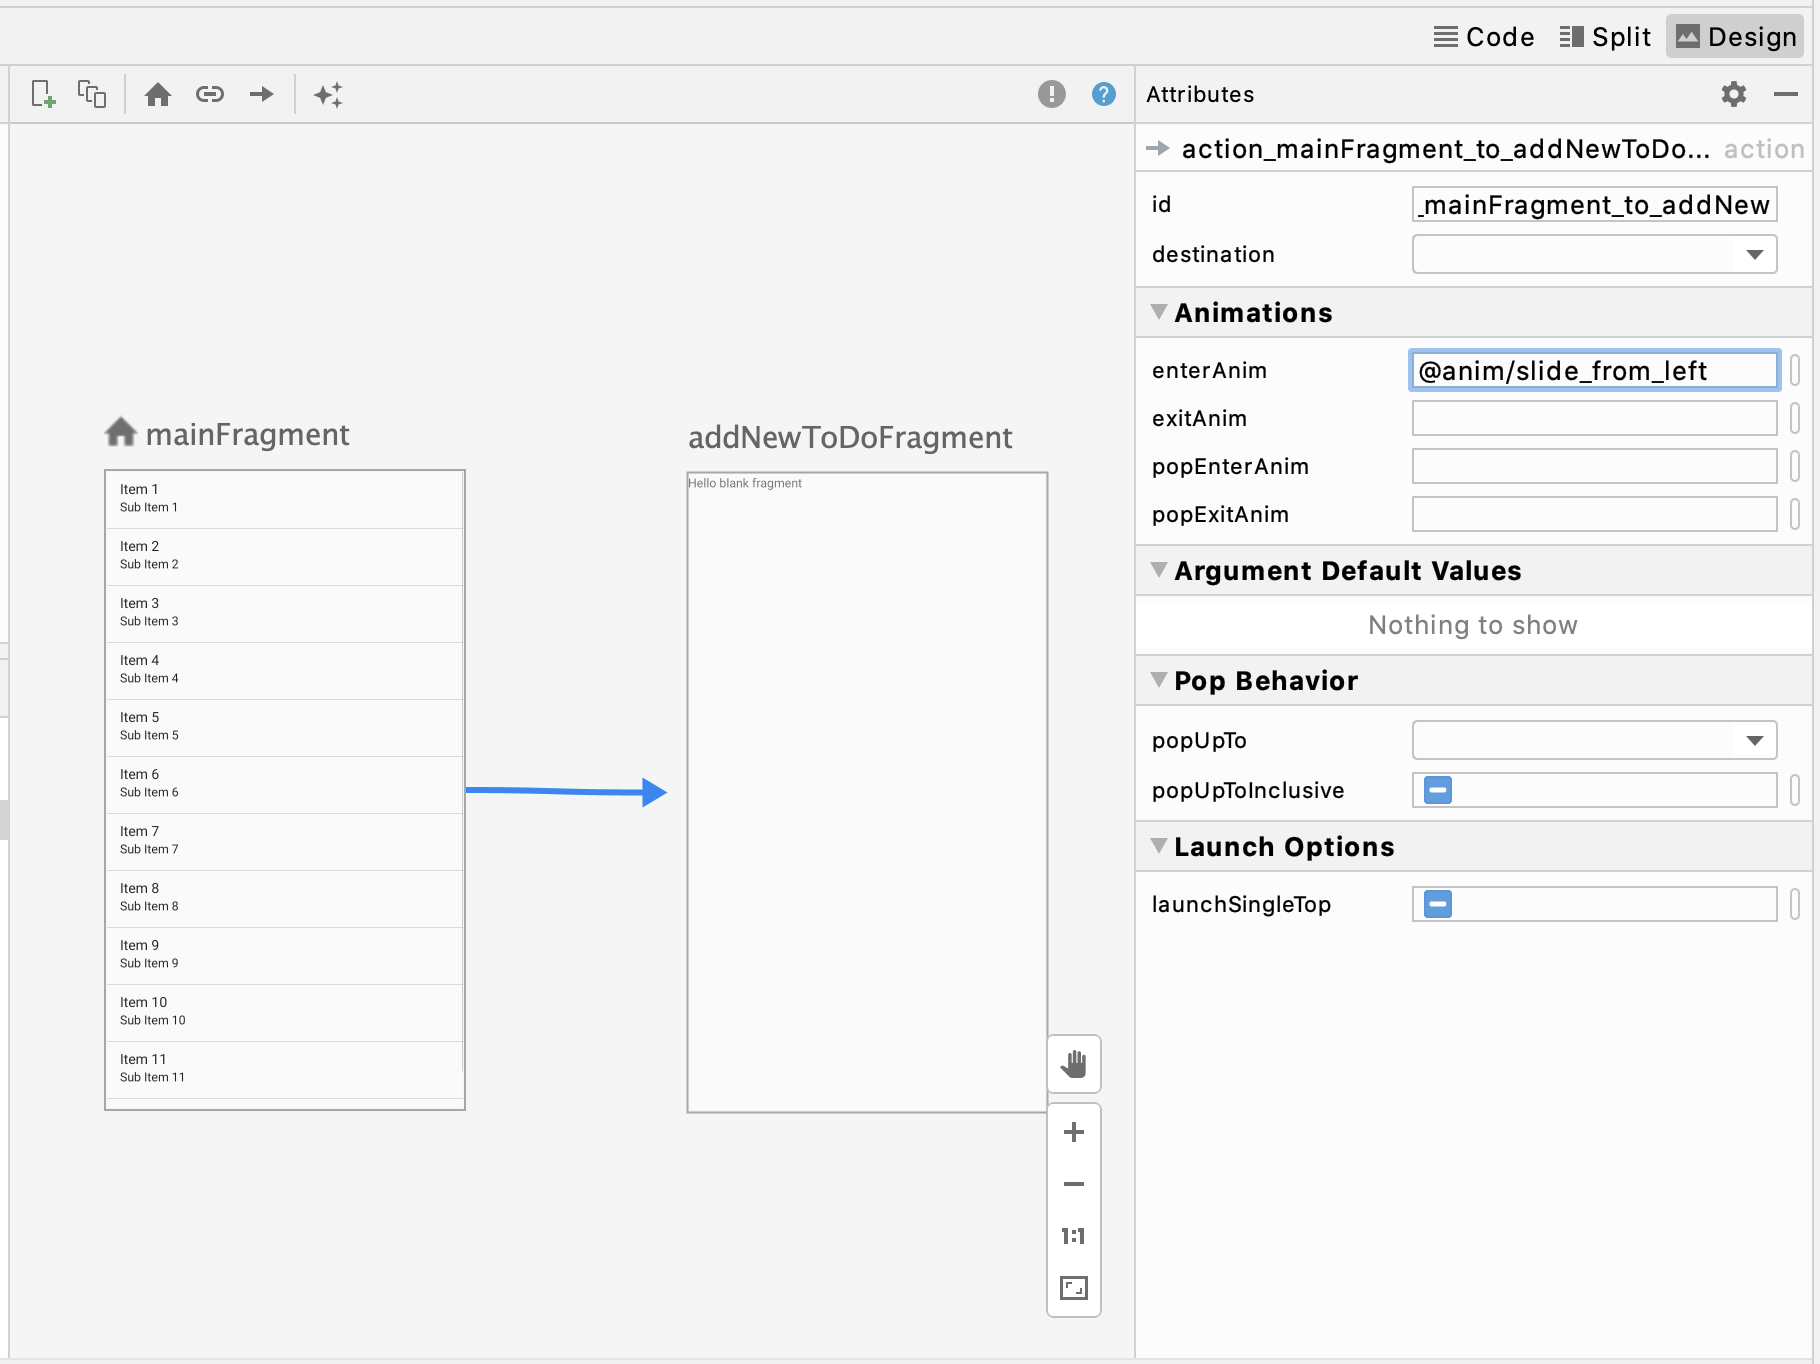 Code Split Design
Attributes
action_mainFragment_to_addNewToDo... action
id _mainFragment_to_addNew
destination
Animations
enterAnim @anim/slide_from_left
exitAnim
popEnterAnim
popExitAnim
Argument Default Values
Nothing to show
Pop Behavior
popUpTo
popUpToInclusive
Launch Options
launchSingleTop
mainFragment
Item 1
Sub Item 1
Item 2
Sub Item 2
Item 3
Sub Item 3
Item 4
Sub Item 4
Item 5
Sub Item 5
Item 6
Sub Item 6
Item 7
Sub Item 7
Item 8
Sub Item 8
Item 9
Sub Item 9
Item 10
Sub Item 10
Item 11
Sub Item 11
addNewToDoFragment
Hello blank fragment
1:1